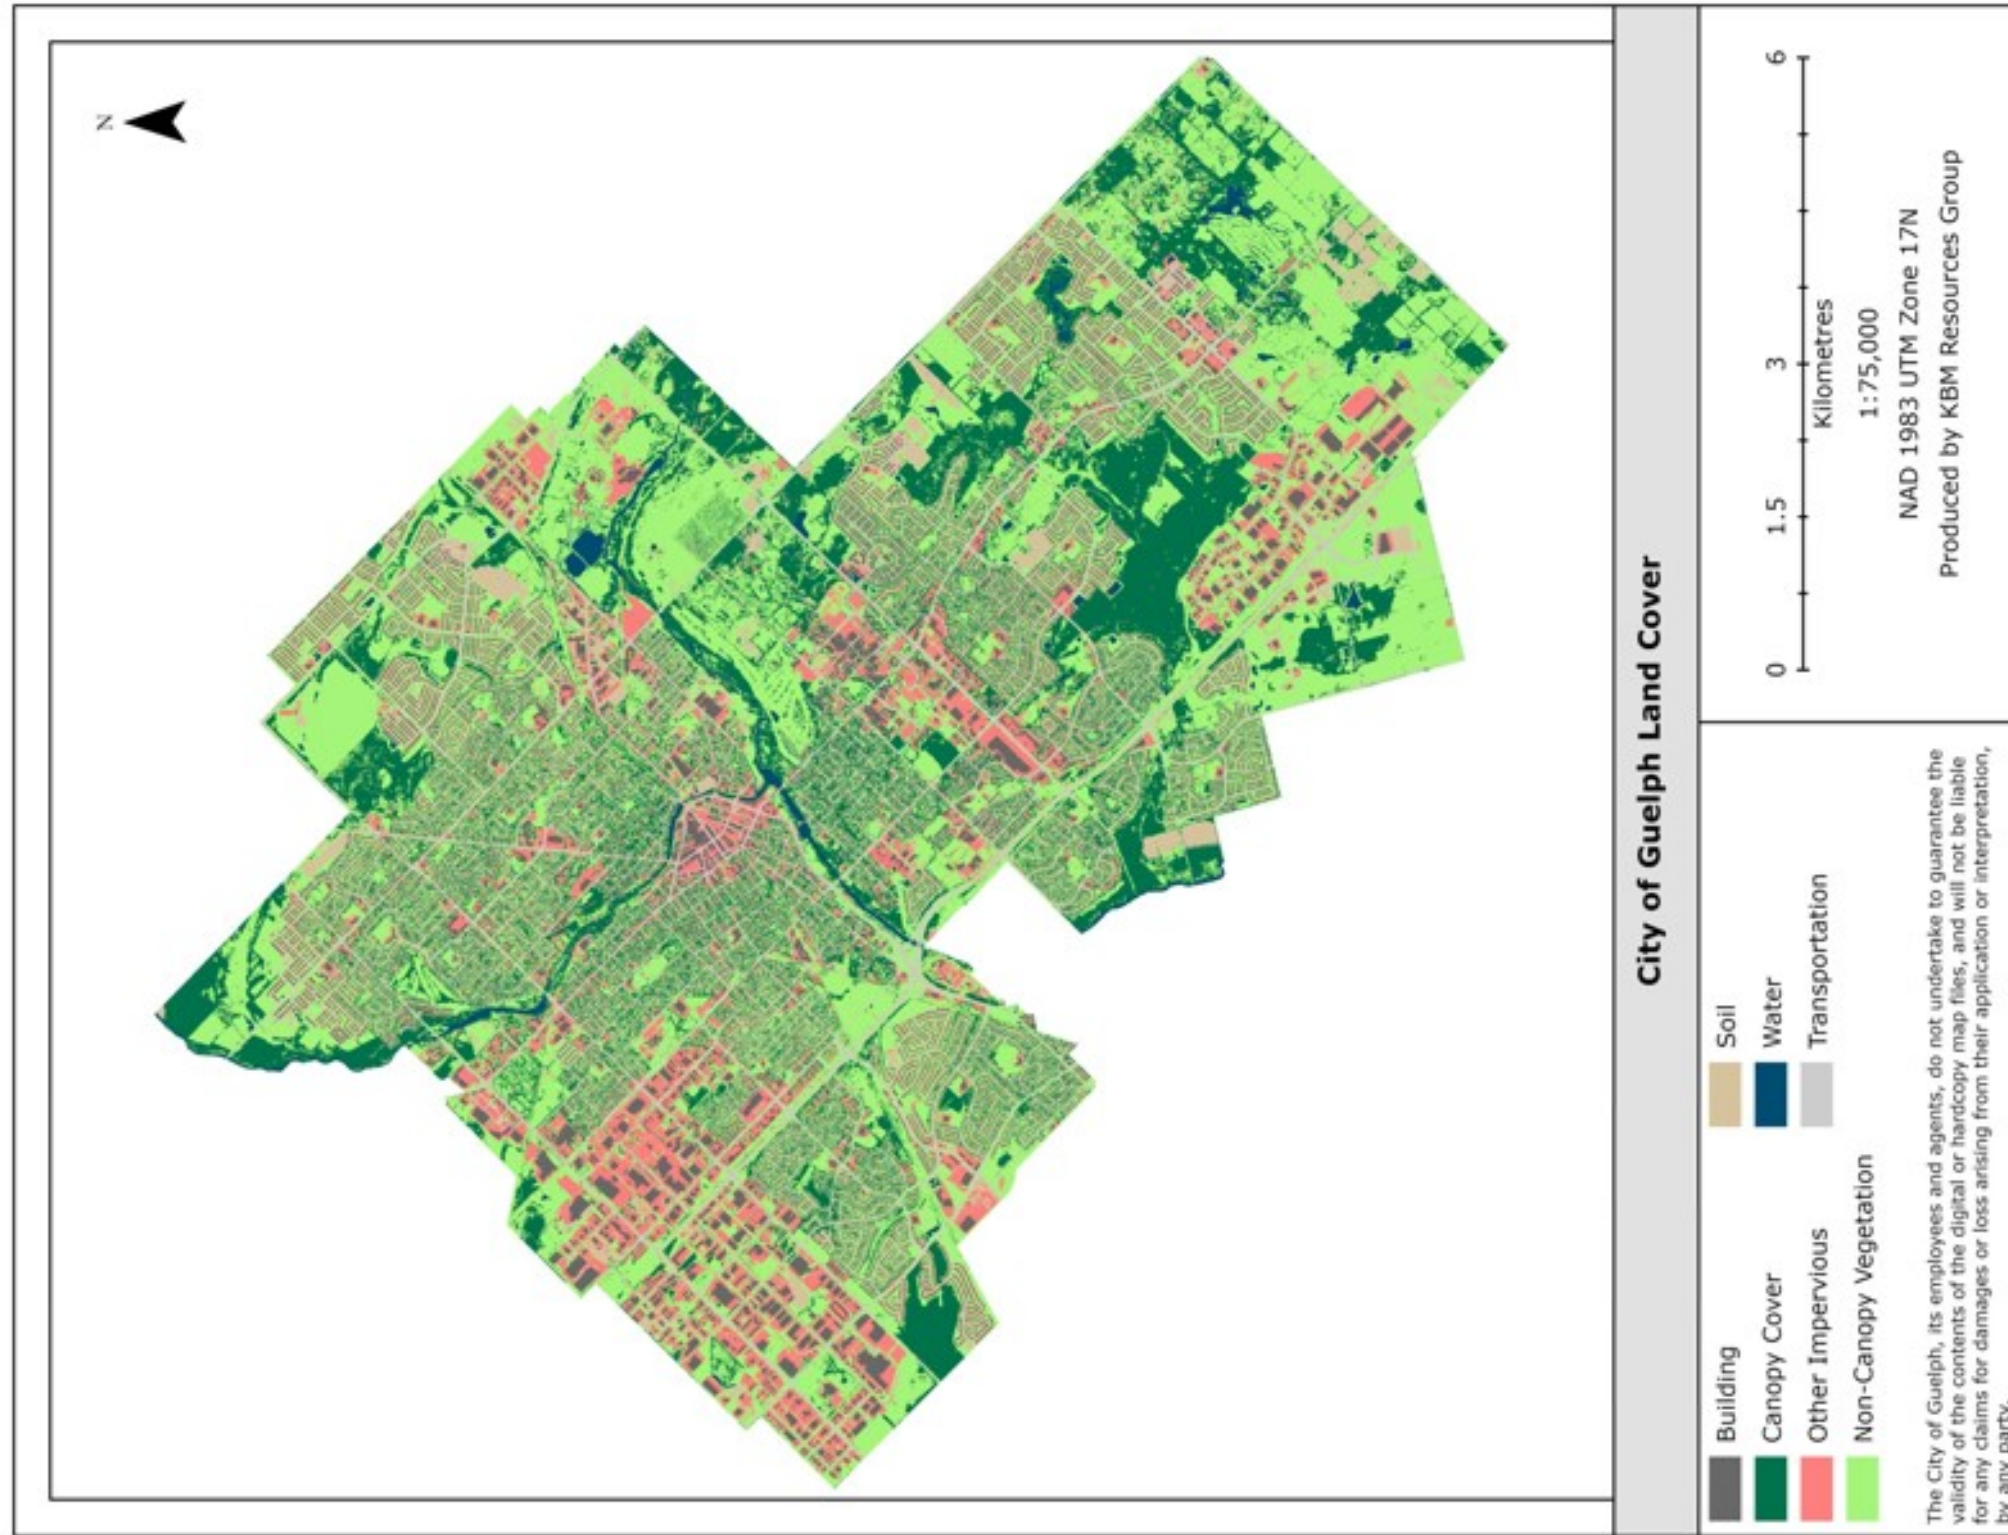 N
City of Guelph Land Cover
Building
Canopy Cover
Other Impervious
Non-Canopy Vegetation
Soil
Water
Transportation
The City of Guelph, its employees and agents, do not undertake to guarantee the
validity of the contents of the digital or hardcopy map files, and will not be liable
for any claims for damages or loss arising from their application or interpretation,
by any party.
0 1.5 3 6
Kilometres
1:75,000
NAD 1983 UTM Zone 17N
Produced by KBM Resources Group